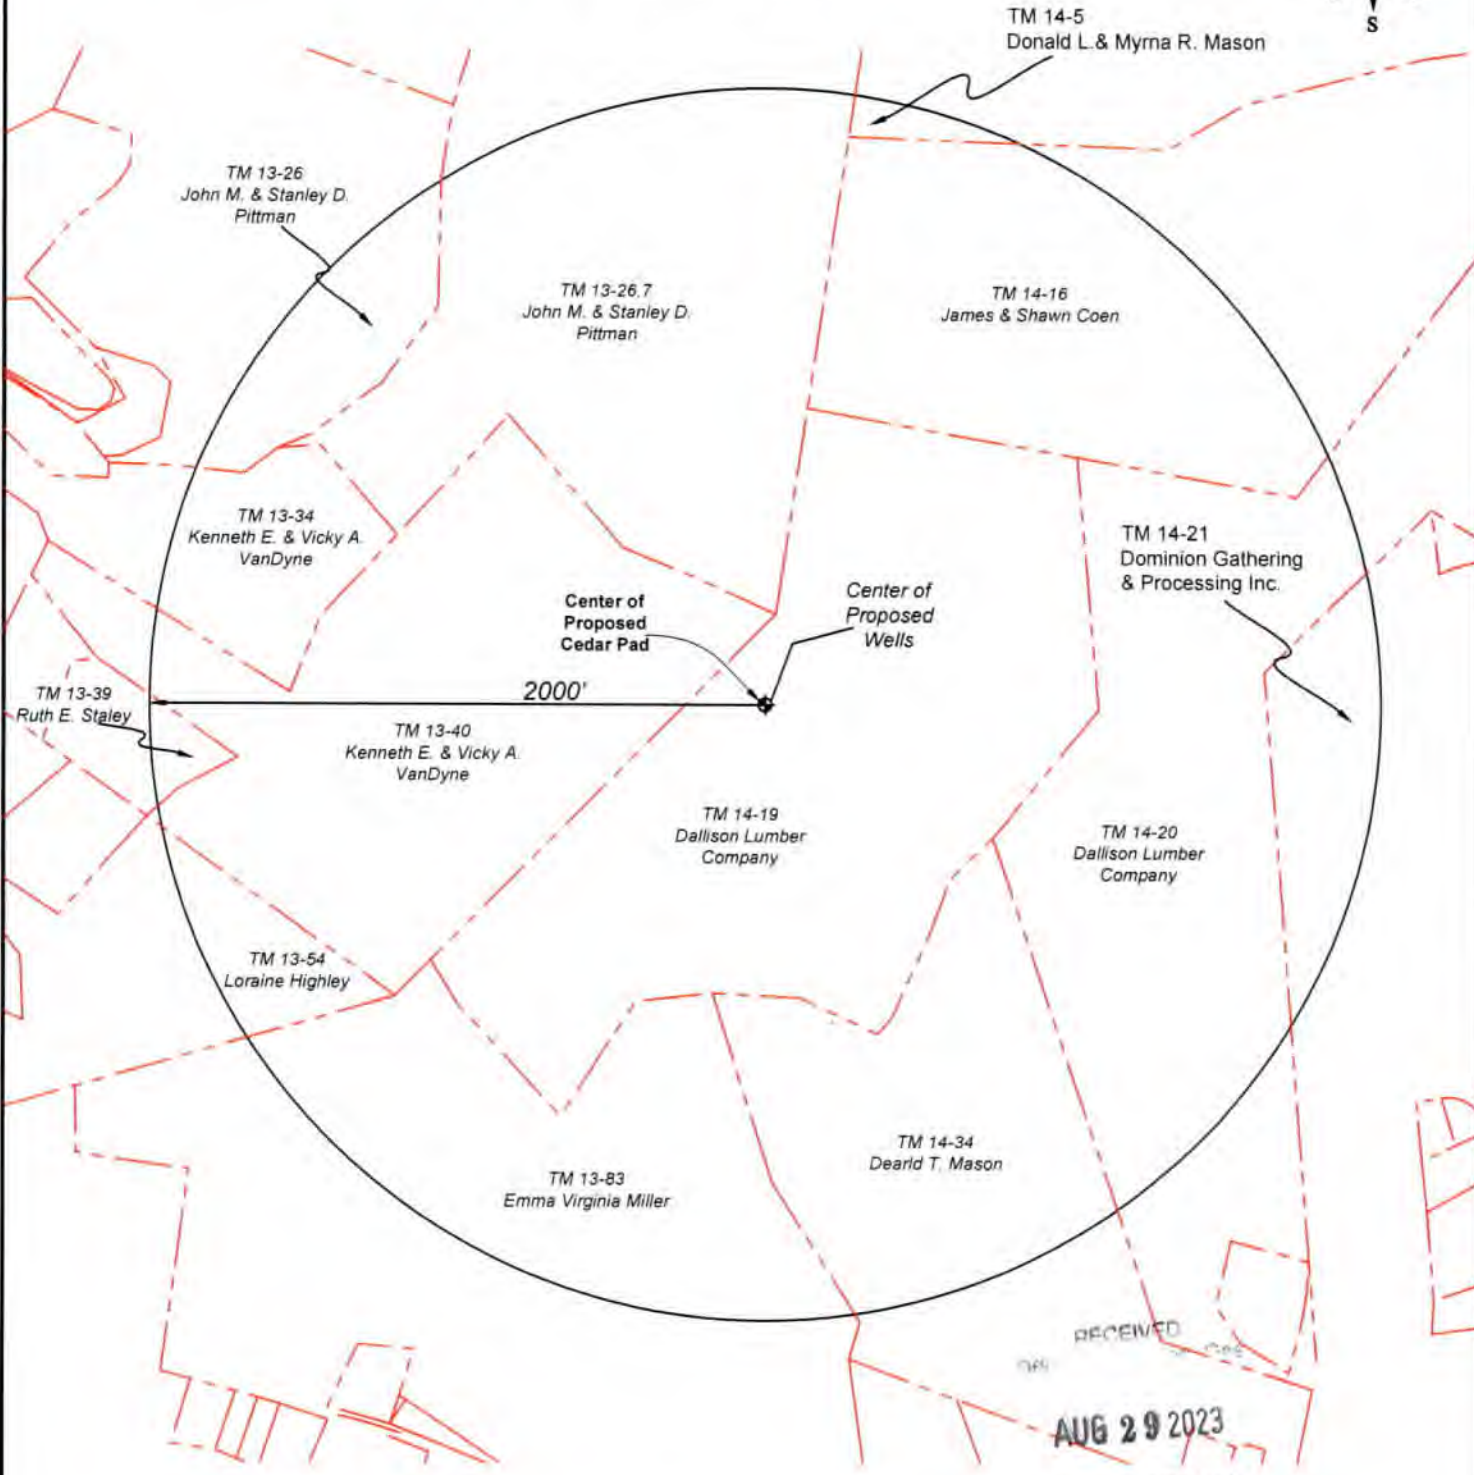 S
TM 14-5
Donald L.& Myrna R. Mason
TM 13-26
John M. & Stanley D.
Pittman
TM 13-26.7
John M. & Stanley D.
Pittman
TM 14-16
James & Shawn Coen
TM 13-34
Kenneth E. & Vicky A.
VanDyne
TM 14-21
Dominion Gathering
& Processing Inc.
Center of
Proposed
Cedar Pad
Center of
Proposed
Wells
2000'
TM 13-39
Ruth E. Staley
TM 13-40
Kenneth E. & Vicky A.
VanDyne
TM 14-19
Dallison Lumber
Company
TM 14-20
Dallison Lumber
Company
TM 13-54
Loraine Highley
TM 14-34
Dearld T. Mason
TM 13-83
Emma Virginia Miller
RECEIVED
AUG 29 2023